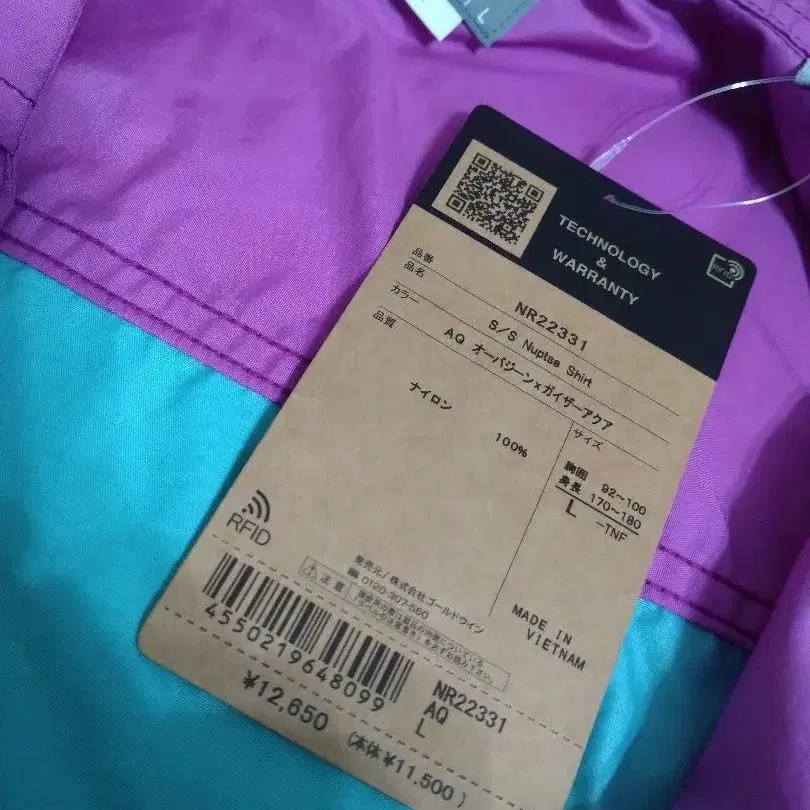 L
TECHNOLOGY
&
WARRANTY
RFID
品番 NR22331
品名 S/S Nuptse Shirt
カラー AQ オーバジーン×ガイザーアクア
品質
ナイロン 100%
サイズ
胸囲 92~100
身長 170~180
L -TNF
RFID
発売元/株式会社ゴールドウイン
0120-307-560
注意
MADE IN
VIETNAM
4550219648099
NR22331
AQ
L
¥12,650
(本体¥11,500)